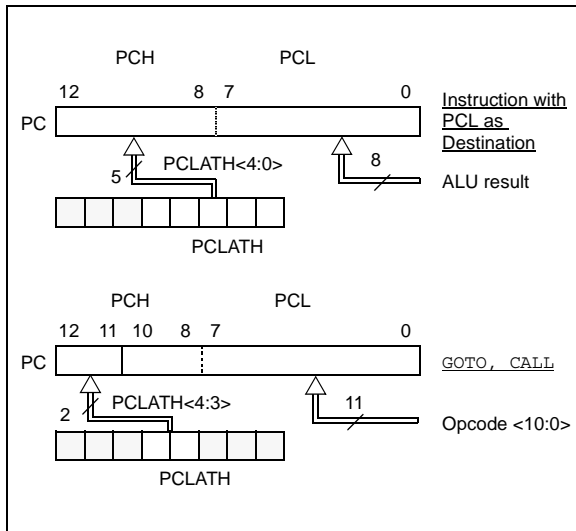 PCH PCL
12 8 7 0
Instruction with
PCL as
Destination
PC
5 PCLATH<4:0>
8
ALU result
PCLATH
PCH PCL
12 11 10 8 7 0
PC
GOTO, CALL
2 PCLATH<4:3>
11
Opcode <10:0>
PCLATH